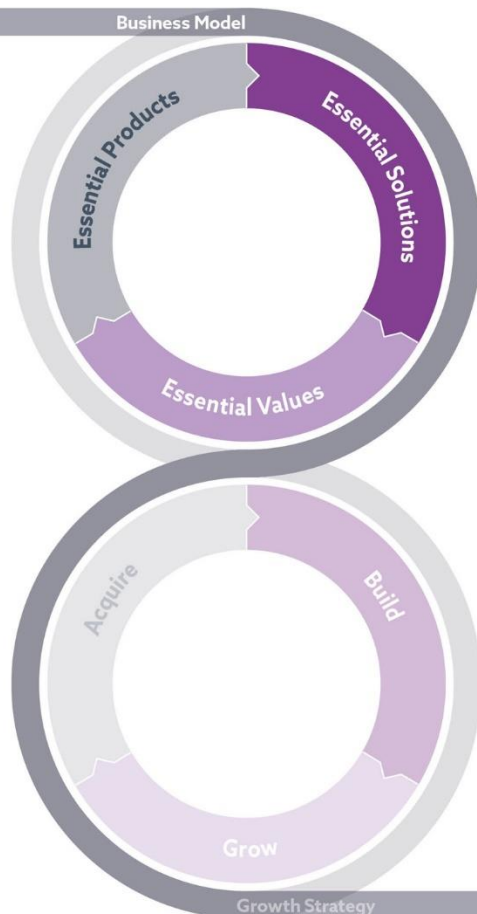 Business Model
Essential Products
Essential Solutions
Essential Values
Acquire
Build
Grow
Growth Strategy